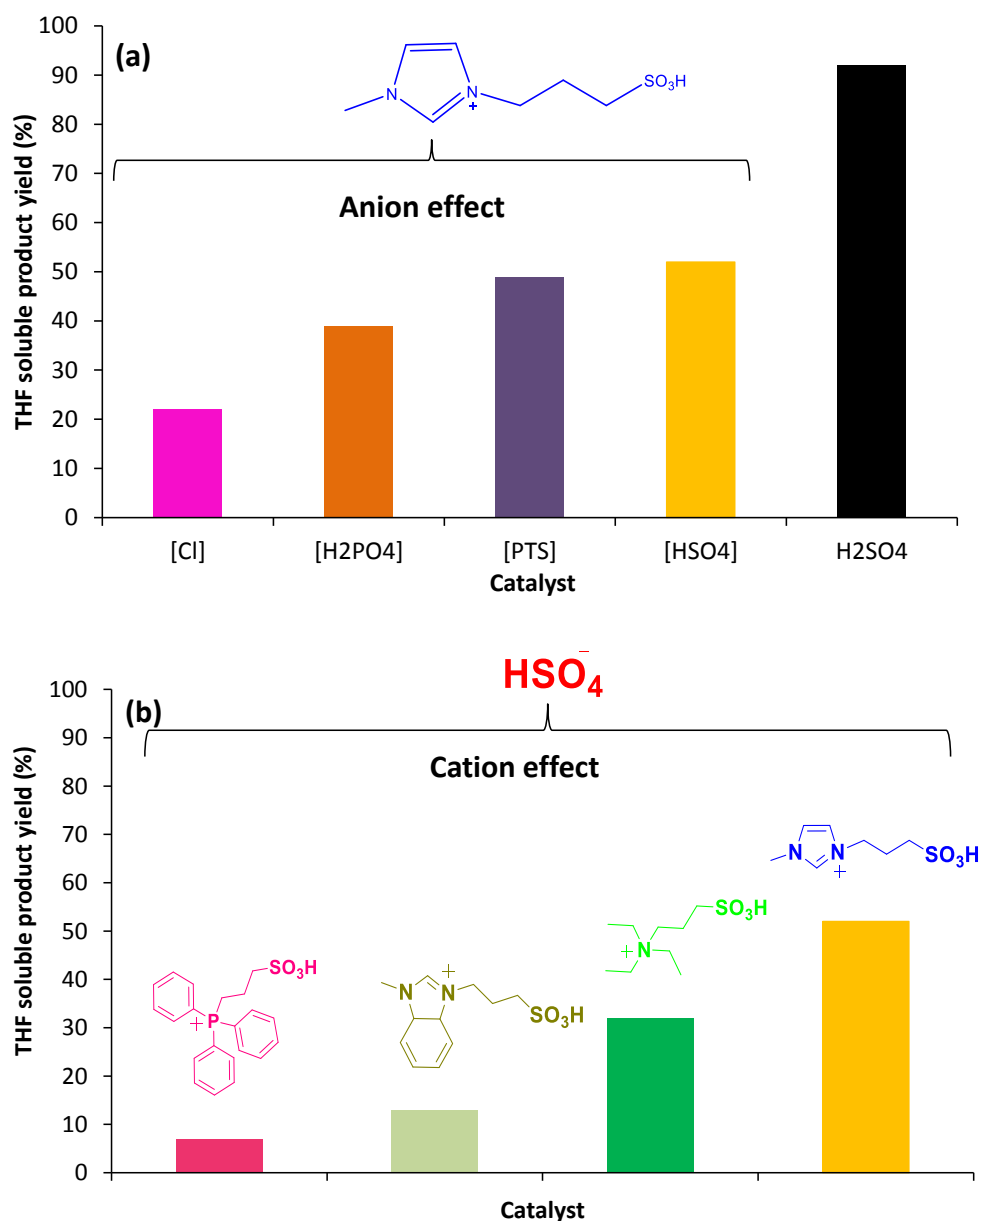 100
(a)
90
80
70
60
50
40
30
20
10
0
THF soluble product yield (%)
N
N
+
SO₃H
Anion effect
[Cl]
[H2PO4]
[PTS]
[HSO4]
H2SO4
Catalyst
HSO₄⁻
100
(b)
90
80
70
60
50
40
30
20
10
0
THF soluble product yield (%)
Cation effect
SO₃H
+
P
+
N
N
SO₃H
SO₃H
+
N
N
N
+
SO₃H
Catalyst